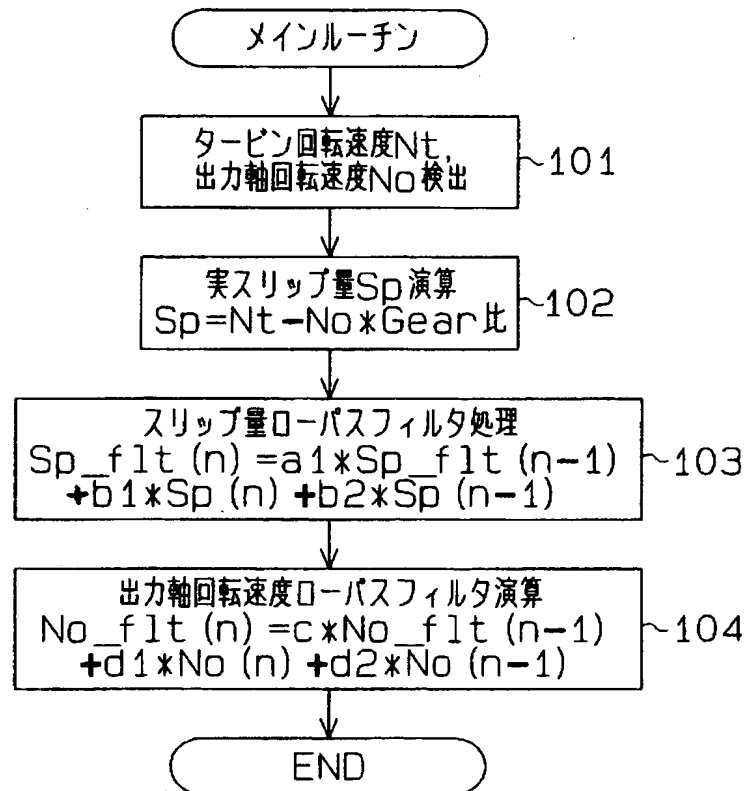 メインルーチン
タービン回転速度Nt,
出力軸回転速度No検出
~101
実スリップ量Sp演算
Sp=Nt-No*Gear比
~102
スリップ量ローパスフィルタ処理
Sp_flt(n)=a1*Sp_flt(n-1)
+b1*Sp(n)+b2*Sp(n-1)
~103
出力軸回転速度ローパスフィルタ演算
No_flt(n)=c*No_flt(n-1)
+d1*No(n)+d2*No(n-1)
~104
END